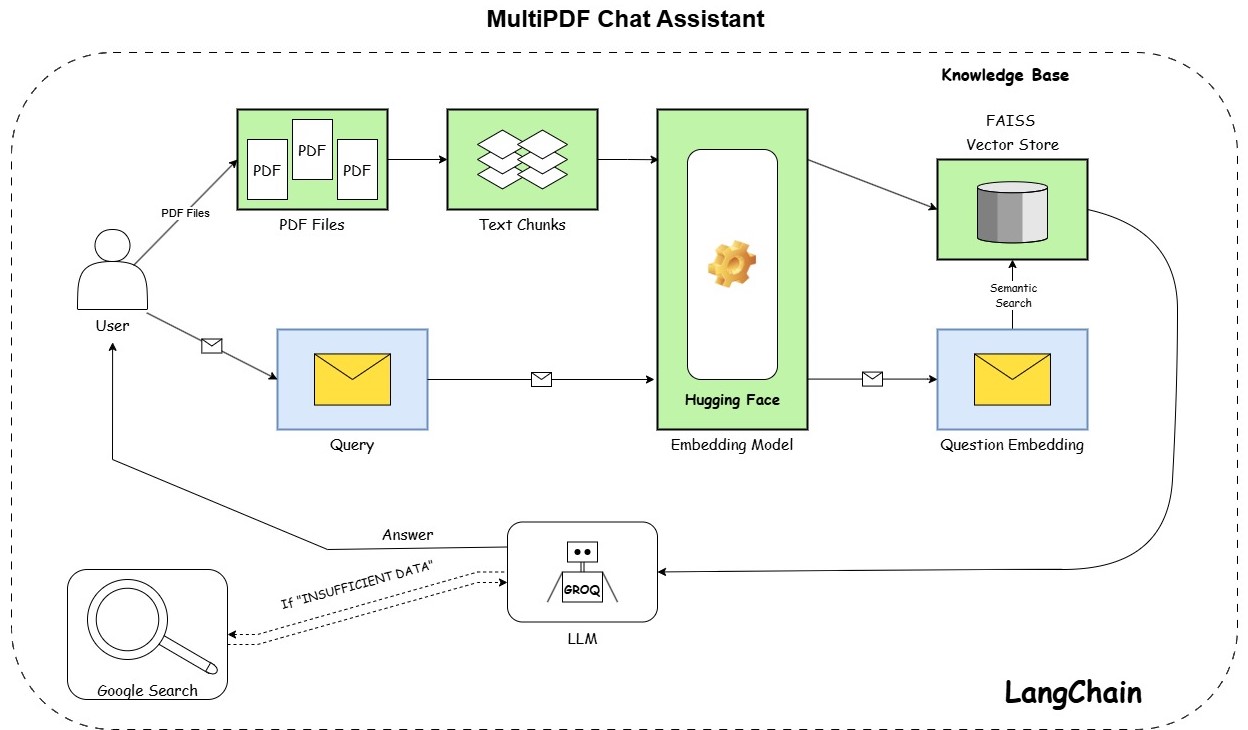 MultiPDF Chat Assistant
Knowledge Base
FAISS
Vector Store
PDF
PDF
PDF
PDF Files
PDF Files
Text Chunks
User
Semantic
Search
Hugging Face
Query
Embedding Model
Question Embedding
Answer
If "INSUFFICIENT DATA"
GROQ
LLM
Google Search
LangChain